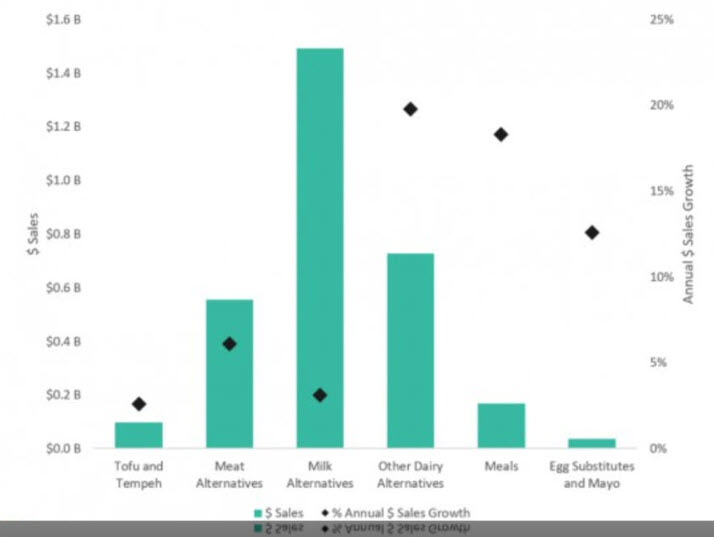 $1.6 B
$1.4 B
$1.2 B
$1.0 B
$0.8 B
$0.6 B
$0.4 B
$0.2 B
$0.0 B
$ Sales
25%
20%
15%
10%
5%
0%
Annual $ Sales Growth
Tofu and
Tempeh
Meat
Alternatives
Milk
Alternatives
Other Dairy
Alternatives
Meals
Egg Substitutes
and Mayo
$ Sales
% Annual $ Sales Growth